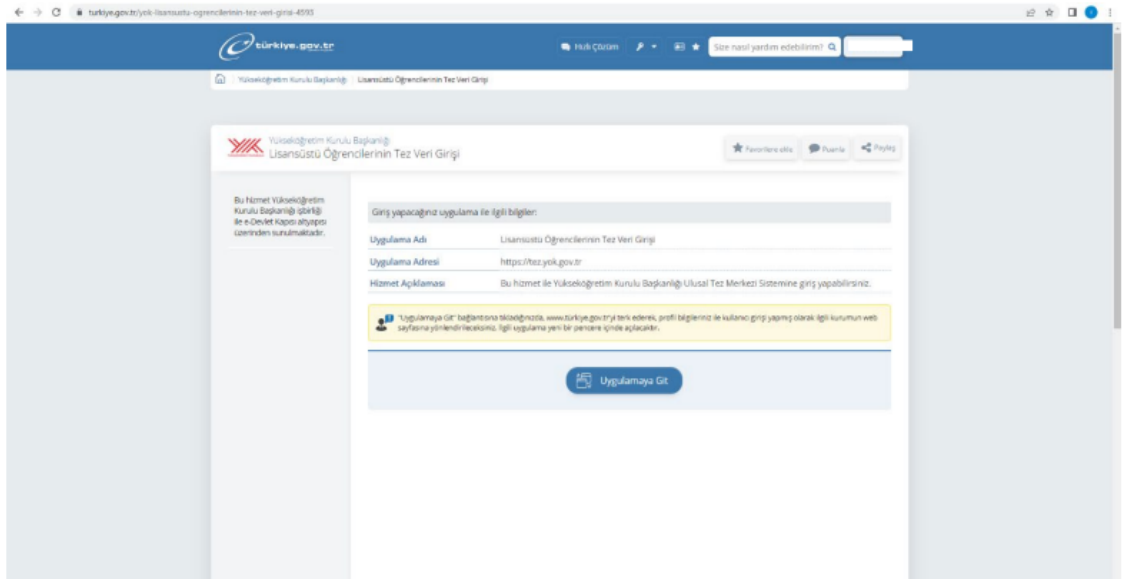 turkiye.gov.tr/yok-lisansustu-ogrencilerinin-tez-veri-girisi-4593
türkiye.gov.tr
Hızlı Çözüm
Size nasıl yardım edebilirim?
Yükseköğretim Kurulu Başkanlığı
Lisansüstü Öğrencilerinin Tez Veri Girişi
Yükseköğretim Kurulu Başkanlığı
Lisansüstü Öğrencilerinin Tez Veri Girişi
Favorilere ekle
Puanla
Paylaş
Bu hizmet Yükseköğretim
Kurulu Başkanlığı işbirliği
ile e-Devlet Kapısı altyapısı
üzerinden sunulmaktadır.
Giriş yapacağınız uygulama ile ilgili bilgiler:
Uygulama Adı Lisansüstü Öğrencilerinin Tez Veri Girişi
Uygulama Adresi https://tez.yok.gov.tr
Hizmet Açıklaması Bu hizmet ile Yükseköğretim Kurulu Başkanlığı Ulusal Tez Merkezi Sistemine giriş yapabilirsiniz.
"Uygulamaya Git" bağlantısına tıkladığınızda, www.türkiye.gov.tr'yi terk ederek, profil bilgileriniz ile kullanıcı girişi yapmış olarak ilgili kurumun web
sayfasına yönlendirileceksiniz. İlgili uygulama yeni bir pencere içinde açılacaktır.
Uygulamaya Git